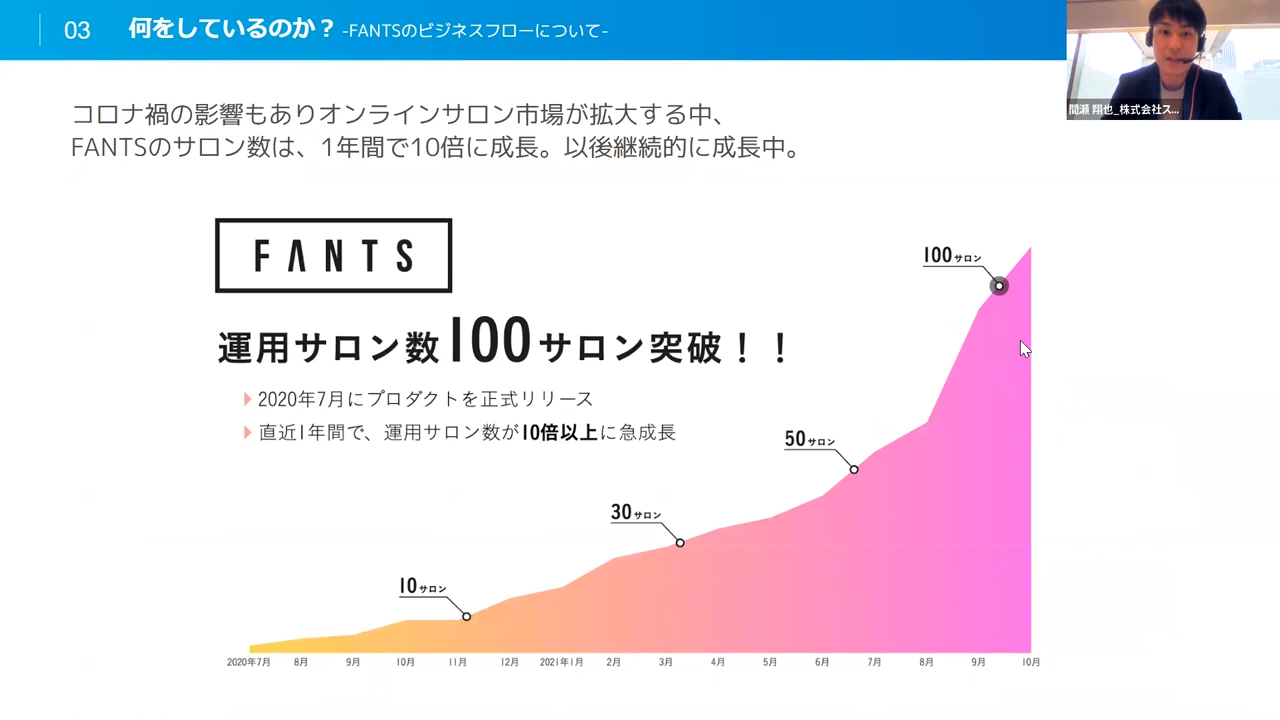 03 何をしているのか？ -FANTSのビジネスフローについて-
間瀬 翔也_株式会社ス...
コロナ禍の影響もありオンラインサロン市場が拡大する中、
FANTSのサロン数は、1年間で10倍に成長。以後継続的に成長中。
FANTS
運用サロン数100サロン突破！！
2020年7月にプロダクトを正式リリース
直近1年間で、運用サロン数が10倍以上に急成長
100サロン
50サロン
30サロン
10サロン
2020年7月 8月 9月 10月 11月 12月 2021年1月 2月 3月 4月 5月 6月 7月 8月 9月 10月